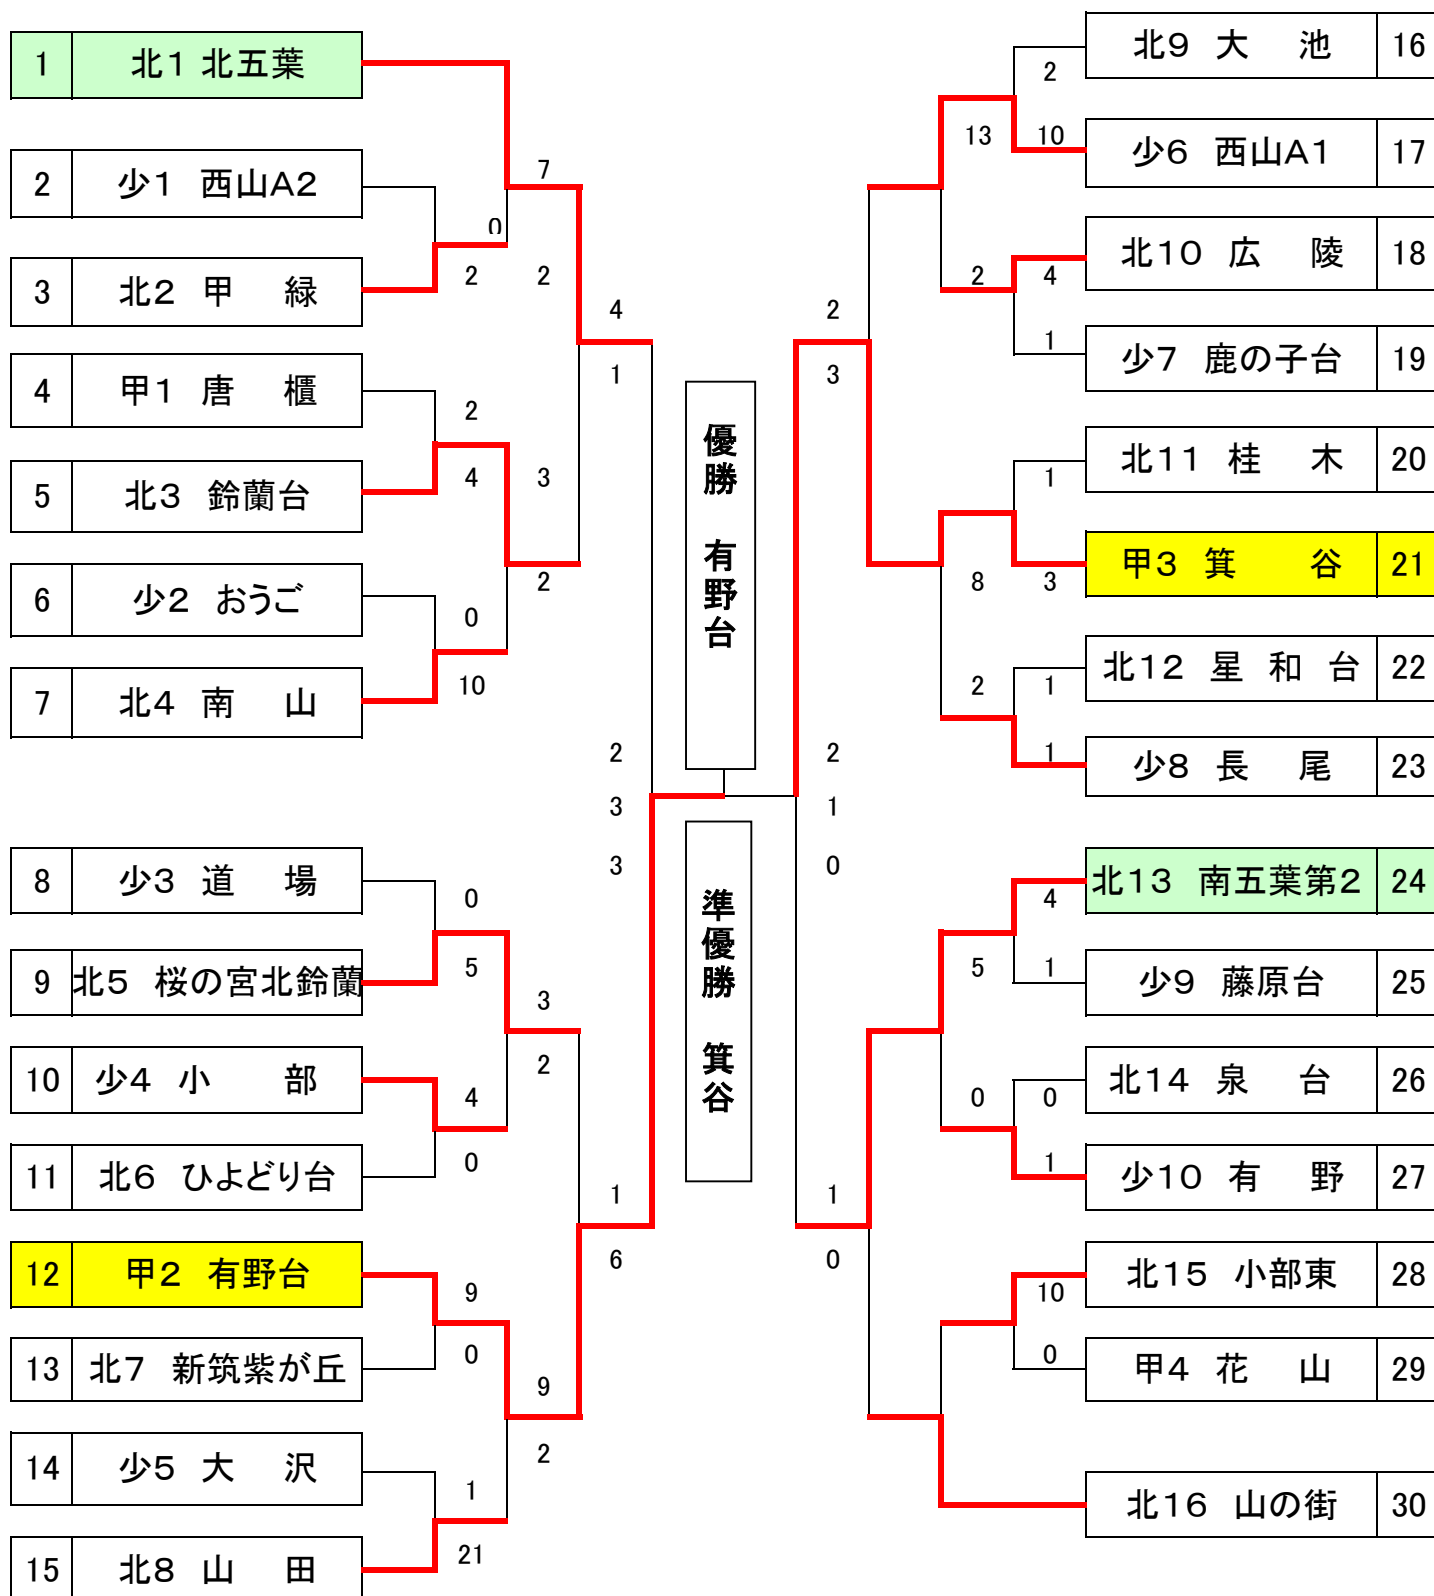 1 北1 北五葉
2 少1 西山A2
3 北2 甲 緑
4 甲1 唐 櫃
5 北3 鈴蘭台
6 少2 おうご
7 北4 南 山
8 少3 道 場
9 北5 桜の宮北鈴蘭
10 少4 小 部
11 北6 ひよどり台
12 甲2 有野台
13 北7 新筑紫が丘
14 少5 大 沢
15 北8 山 田
7
0
2
2
4
1
2
4
3
2
0
10
2
3
3
0
5
3
2
4
0
1
6
9
0
9
2
1
21
優勝 有野台
準優勝 箕谷
2
13
10
2
4
1
2
3
1
8
3
2
1
1
2
1
0
4
5
1
0
0
1
1
0
10
0
北9 大 池 16
少6 西山A1 17
北10 広 陵 18
少7 鹿の子台 19
北11 桂 木 20
甲3 箕 谷 21
北12 星 和 台 22
少8 長 尾 23
北13 南五葉第2 24
少9 藤原台 25
北14 泉 台 26
少10 有 野 27
北15 小部東 28
甲4 花 山 29
北16 山の街 30